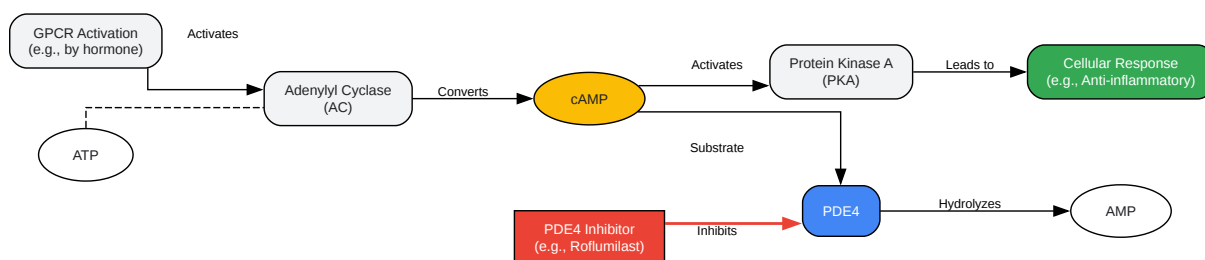 GPCR Activation
(e.g., by hormone)
Activates
ATP
Adenylyl Cyclase
(AC)
Converts
cAMP
Activates
Protein Kinase A
(PKA)
Leads to
Cellular Response
(e.g., Anti-inflammatory)
Substrate
PDE4 Inhibitor
(e.g., Roflumilast)
Inhibits
PDE4
Hydrolyzes
AMP